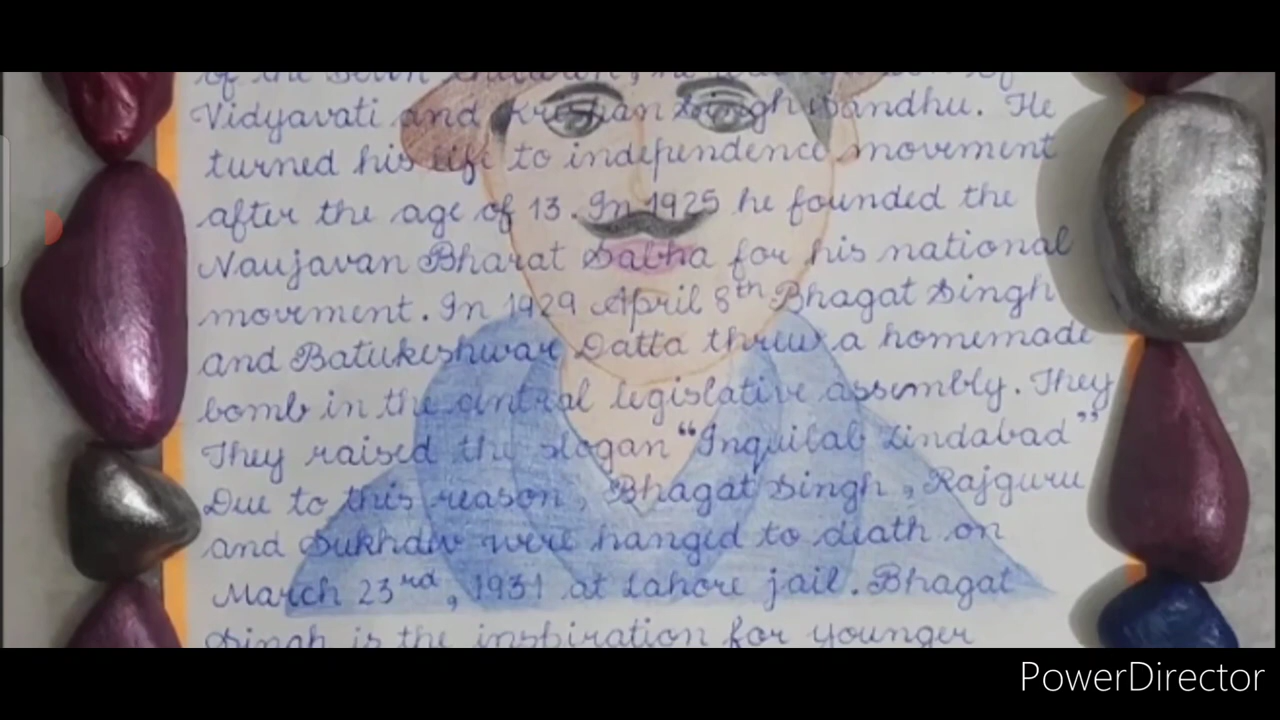 Vidyavati and Krishan Singh Sandhu. He
turned his life to independence movement
after the age of 13. In 1925 he founded the
Naujavan Bharat Sabha for his national
movement. In 1929 April 8th Bhagat Singh
and Batukeshwar Datta threw a homemade
bomb in the central legislative assembly. They
They raised the slogan “Inquilab Zindabad”
Due to this reason, Bhagat Singh, Rajguru
and Sukhdev were hanged to death on
March 23rd, 1931 at Lahore jail. Bhagat
Singh is the inspiration for younger
PowerDirector